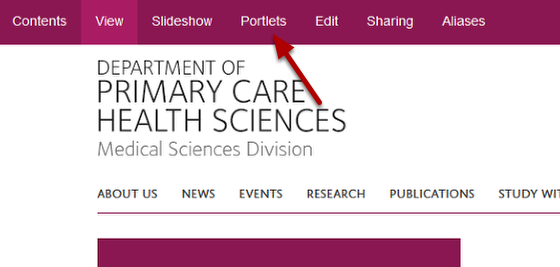 Contents View Slideshow Portlets Edit Sharing Aliases
DEPARTMENT OF
PRIMARY CARE
HEALTH SCIENCES
Medical Sciences Division
ABOUT US NEWS EVENTS RESEARCH PUBLICATIONS STUDY WIT